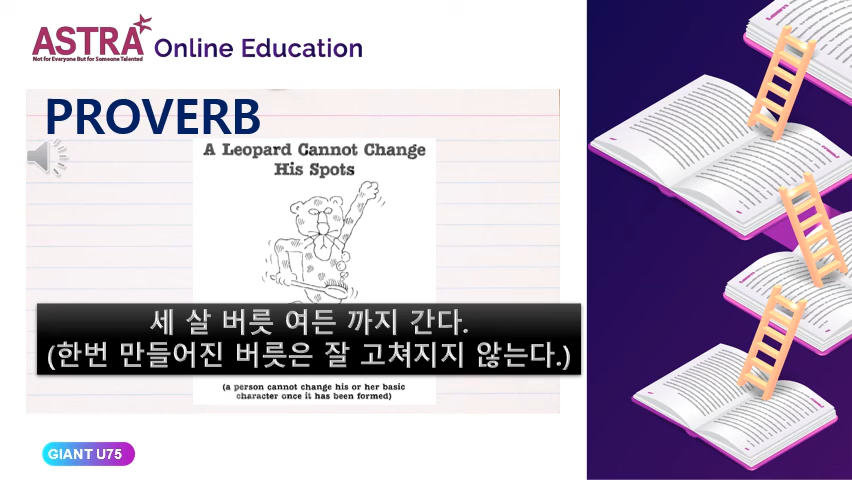 ASTRA
Not for Everyone But for Someone Talented
Online Education
PROVERB
A Leopard Cannot Change
His Spots
세 살 버릇 여든 까지 간다.
(한번 만들어진 버릇은 잘 고쳐지지 않는다.)
(a person cannot change his or her basic
character once it has been formed)
GIANT U75